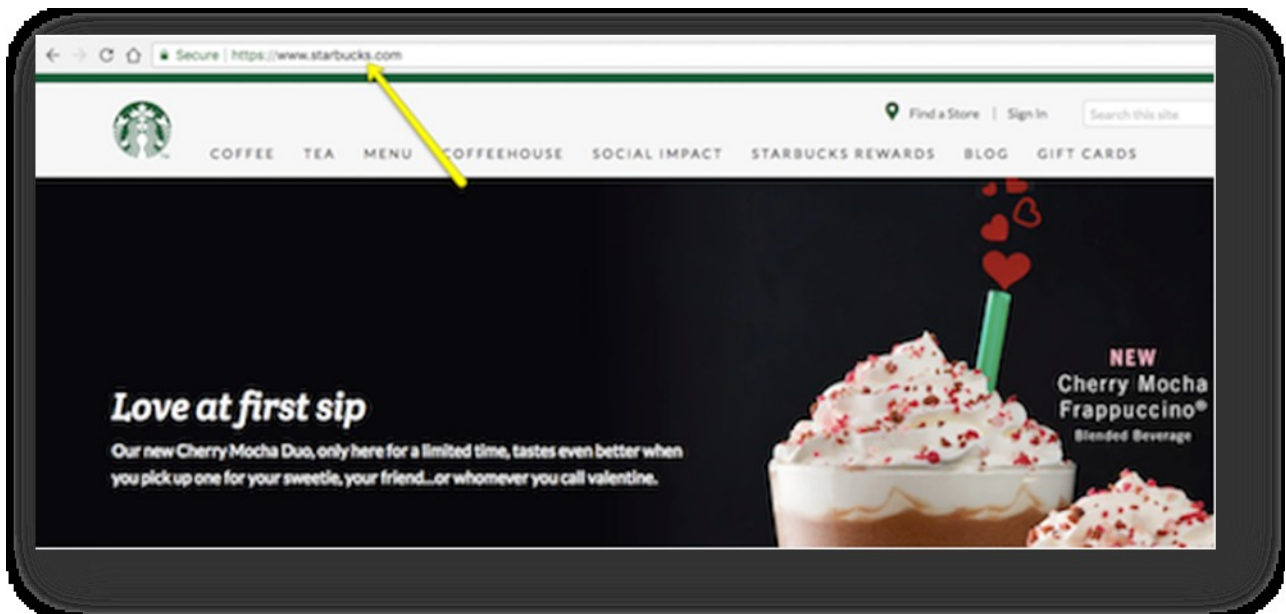 Secure | https://www.starbucks.com
Find a Store | Sign In Search this site
COFFEE TEA MENU COFFEEHOUSE SOCIAL IMPACT STARBUCKS REWARDS BLOG GIFT CARDS
Love at first sip
Our new Cherry Mocha Duo, only here for a limited time, tastes even better when
you pick up one for your sweetie, your friend...or whomever you call valentine.
NEW
Cherry Mocha
Frappuccino®
Blended Beverage